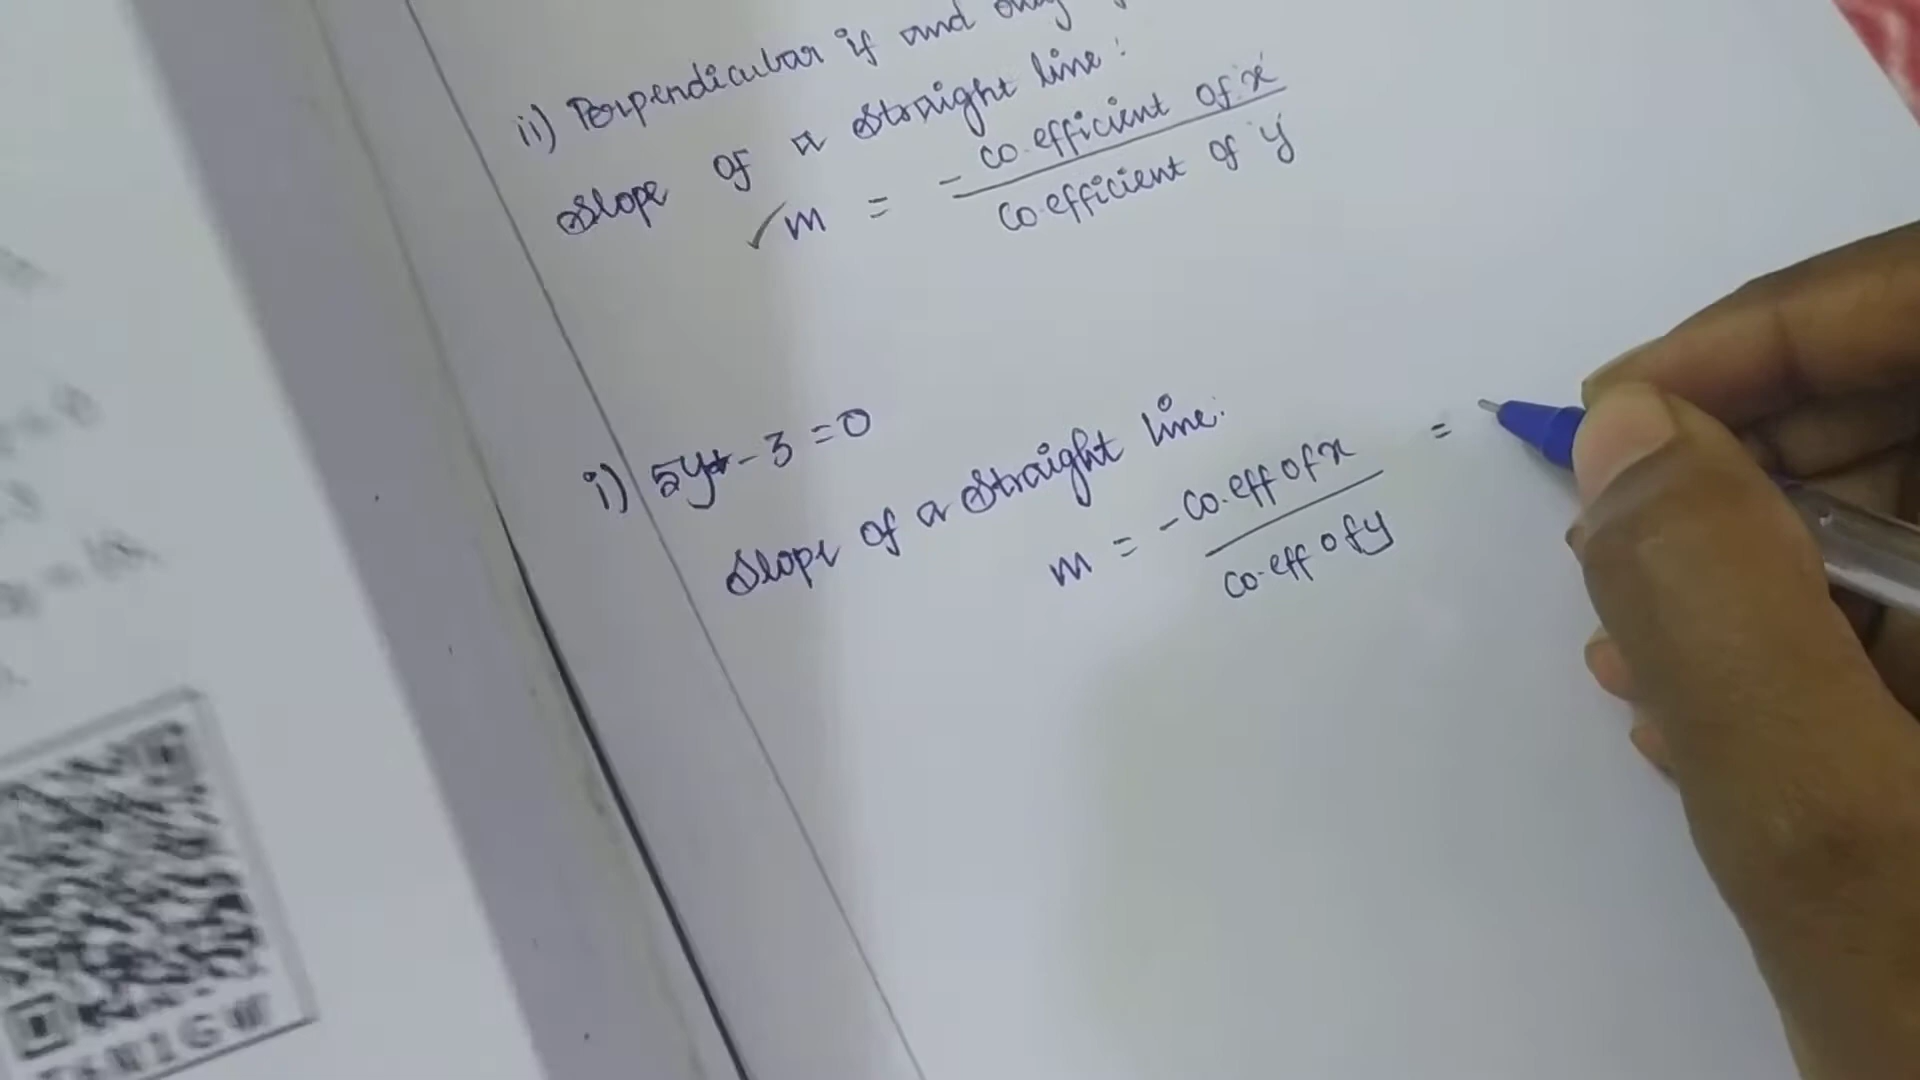 ii) Perpendicular if and only
Slope of a straight line:
m = - co.efficient of x / co.efficient of y
i) 5y - 3 = 0
Slope of a straight line:
m = - co.eff of x / co-eff of y =